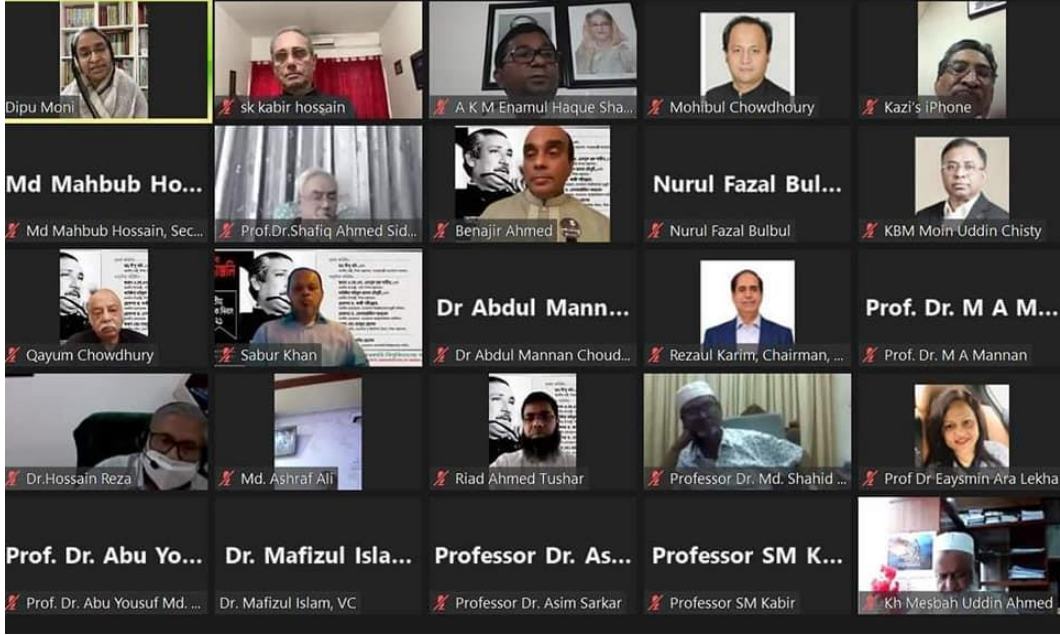 Dipu Moni
sk kabir hossain
A K M Enamul Haque Sha...
Mohibul Chowdhoury
Kazi's iPhone
Md Mahbub Ho...
Md Mahbub Hossain, Sec...
Prof.Dr.Shafiq Ahmed Sid...
Benajir Ahmed
Nurul Fazal Bul...
Nurul Fazal Bulbul
KBM Moin Uddin Chisty
Qayum Chowdhury
Sabur Khan
Dr Abdul Mann...
Dr Abdul Mannan Choud...
Rezaul Karim, Chairman, ...
Prof. Dr. M A M...
Prof. Dr. M A Mannan
Dr.Hossain Reza
Md. Ashraf Ali
Riad Ahmed Tushar
Professor Dr. Md. Shahid ...
Prof Dr Eaysmin Ara Lekha
Prof. Dr. Abu Yo...
Prof. Dr. Abu Yousuf Md. ...
Dr. Mafizul Isla...
Dr. Mafizul Islam, VC
Professor Dr. As...
Professor Dr. Asim Sarkar
Professor SM K...
Professor SM Kabir
Kh Mesbah Uddin Ahmed